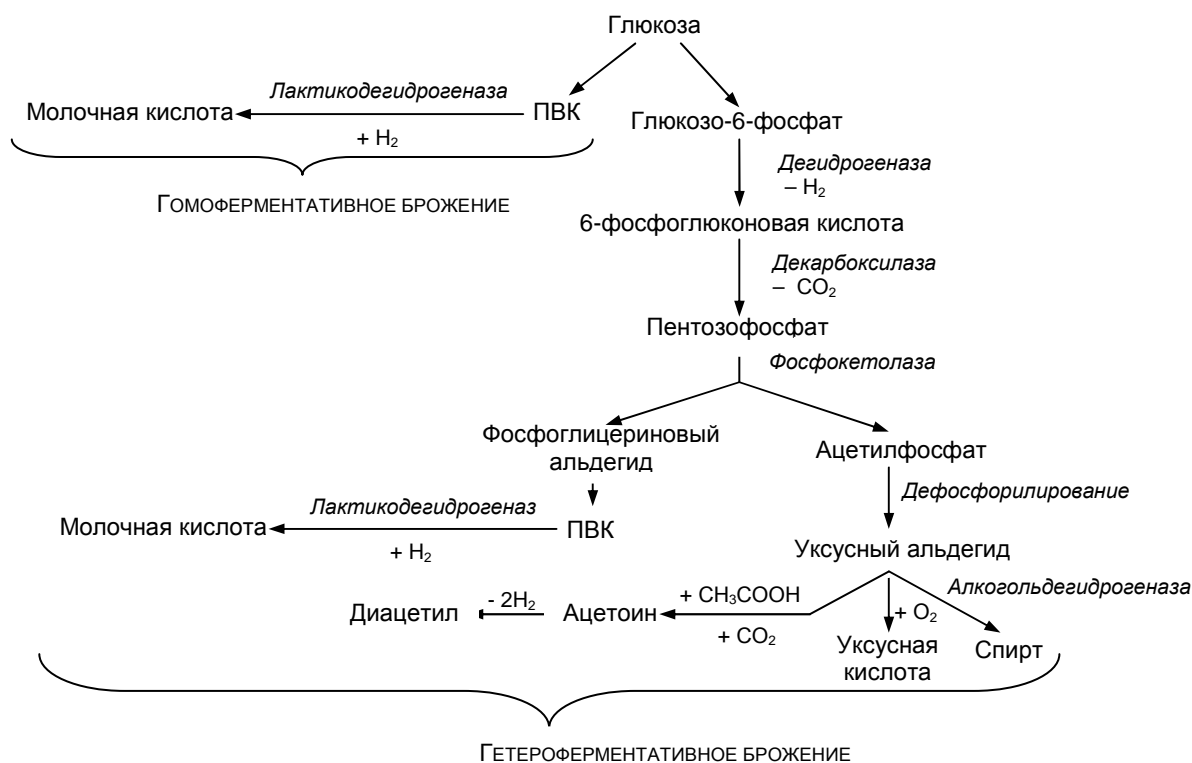 Глюкоза
Лактикодегидрогеназа
Молочная кислота
ПВК
+ H₂
Глюкозо-6-фосфат
Дегидрогеназа
– H₂
ГОМОФЕРМЕНТАТИВНОЕ БРОЖЕНИЕ
6-фосфоглюконовая кислота
Декарбоксилаза
– CO₂
Пентозофосфат
Фосфокетолаза
Фосфоглицериновый
альдегид
Ацетилфосфат
Лактикодегидрогеназ
Дефосфорилирование
Молочная кислота
ПВК
+ H₂
Уксусный альдегид
Алкогольдегидрогеназа
Диацетил
- 2H₂
Ацетоин
+ CH₃COOH
+ CO₂
+ O₂
Уксусная
кислота
Спирт
ГЕТЕРОФЕРМЕНТАТИВНОЕ БРОЖЕНИЕ